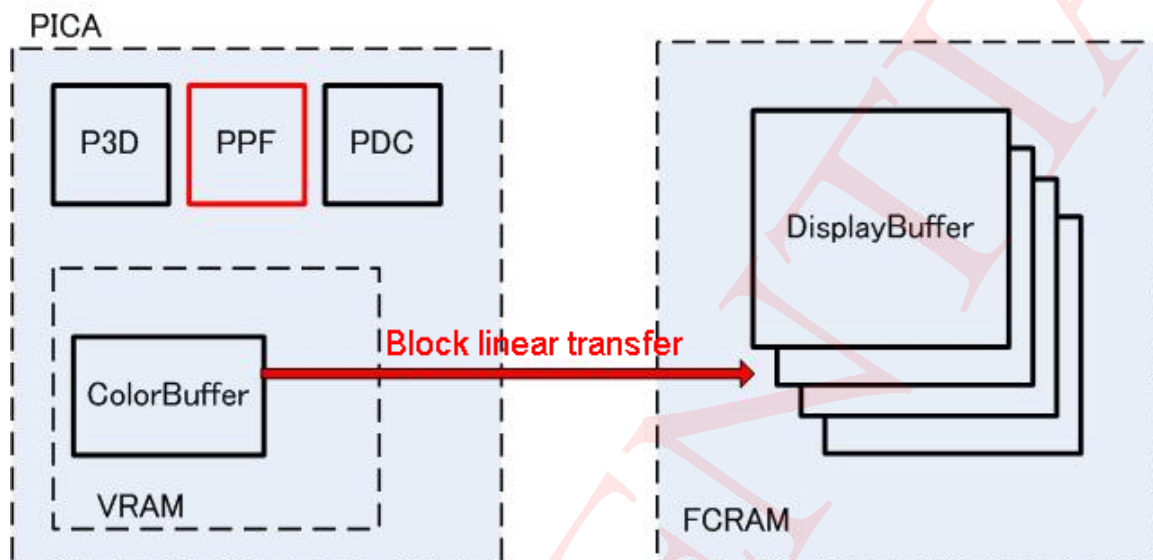 PICA
P3D
PPF
PDC
DisplayBuffer
Block linear transfer
ColorBuffer
VRAM
FCRAM